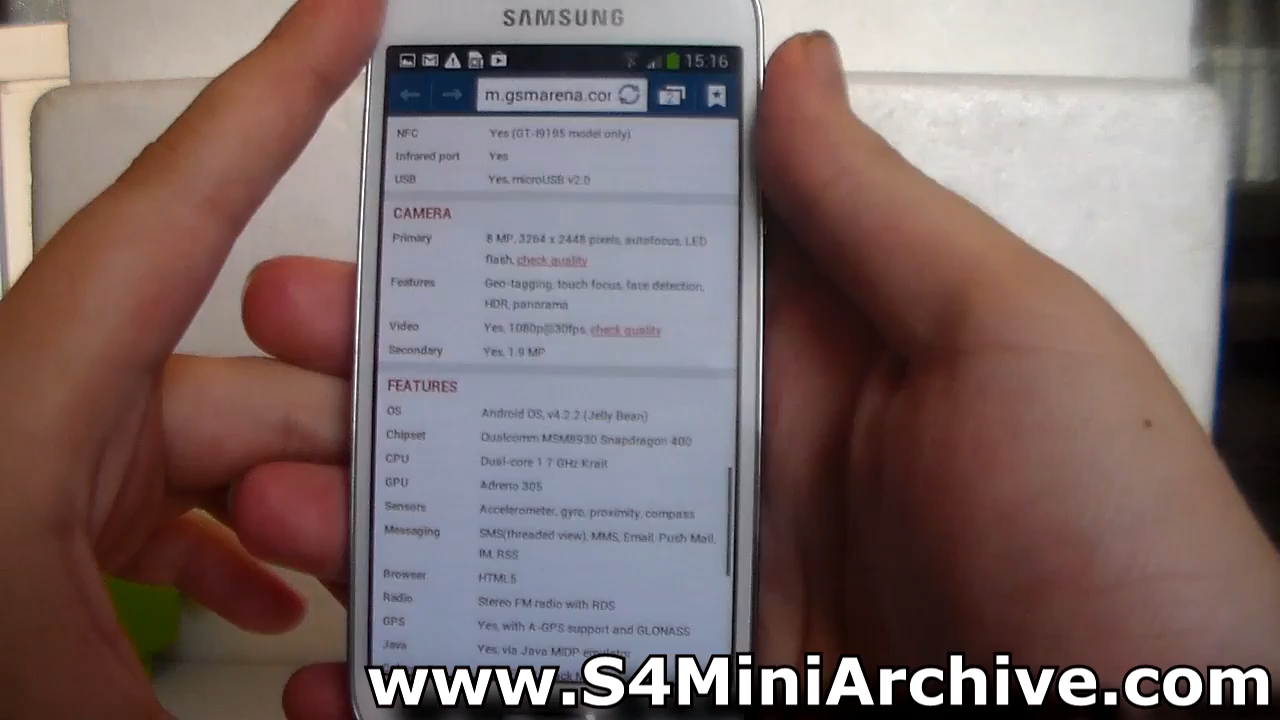 SAMSUNG
15:16
m.gsmarena.cor
NFC Yes (GT-I9195 model only)
Infrared port Yes
USB Yes, microUSB v2.0
CAMERA
Primary 8 MP, 3264 x 2448 pixels, autofocus, LED
flash, check quality
Features Geo-tagging, touch focus, face detection,
HDR, panorama
Video Yes, 1080p@30fps, check quality
Secondary Yes, 1.9 MP
FEATURES
OS Android OS, v4.2.2 (Jelly Bean)
Chipset Qualcomm MSM8930 Snapdragon 400
CPU Dual-core 1.7 GHz Krait
GPU Adreno 305
Sensors Accelerometer, gyro, proximity, compass
Messaging SMS(threaded view), MMS, Email, Push Mail,
IM, RSS
Browser HTML5
Radio Stereo FM radio with RDS
GPS Yes, with A-GPS support and GLONASS
Java Yes, via Java MIDP emulator
www.S4MiniArchive.com